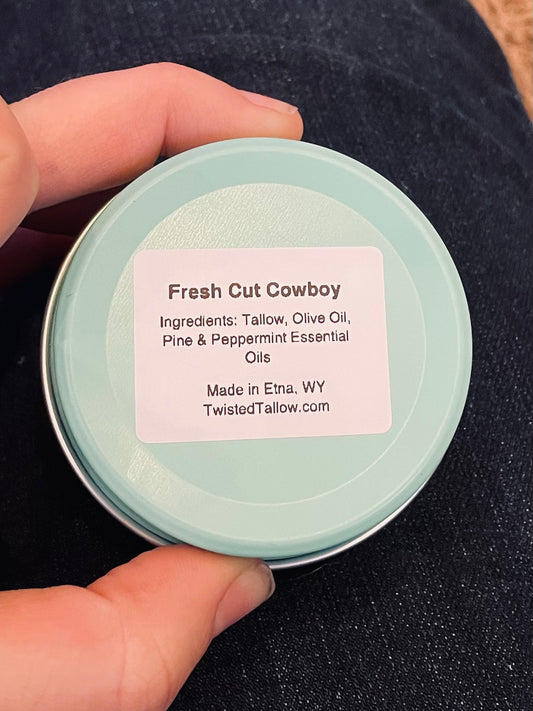 Fresh Cut Cowboy
Ingredients: Tallow, Olive Oil,
Pine & Peppermint Essential
Oils
Made in Etna, WY
TwistedTallow.com